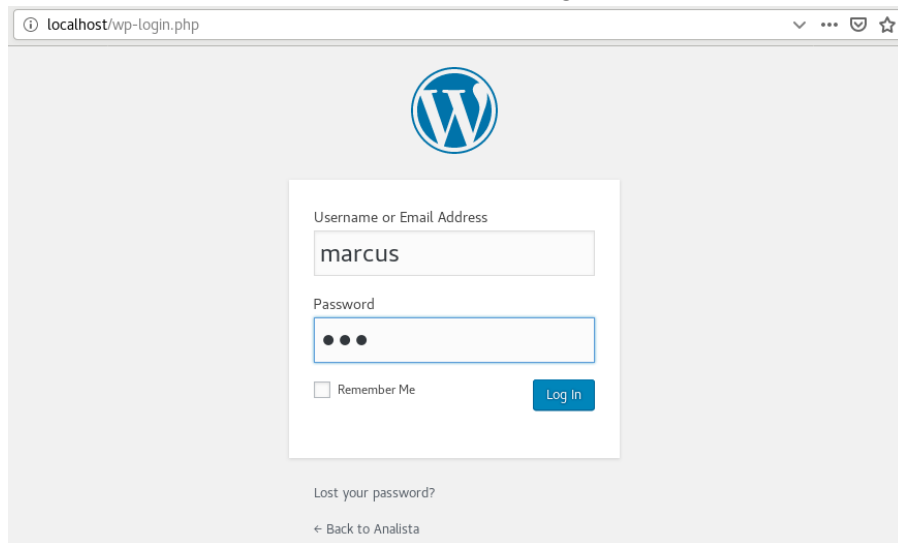 localhost/wp-login.php
Username or Email Address
marcus
Password
Remember Me
Log In
Lost your password?
← Back to Analista